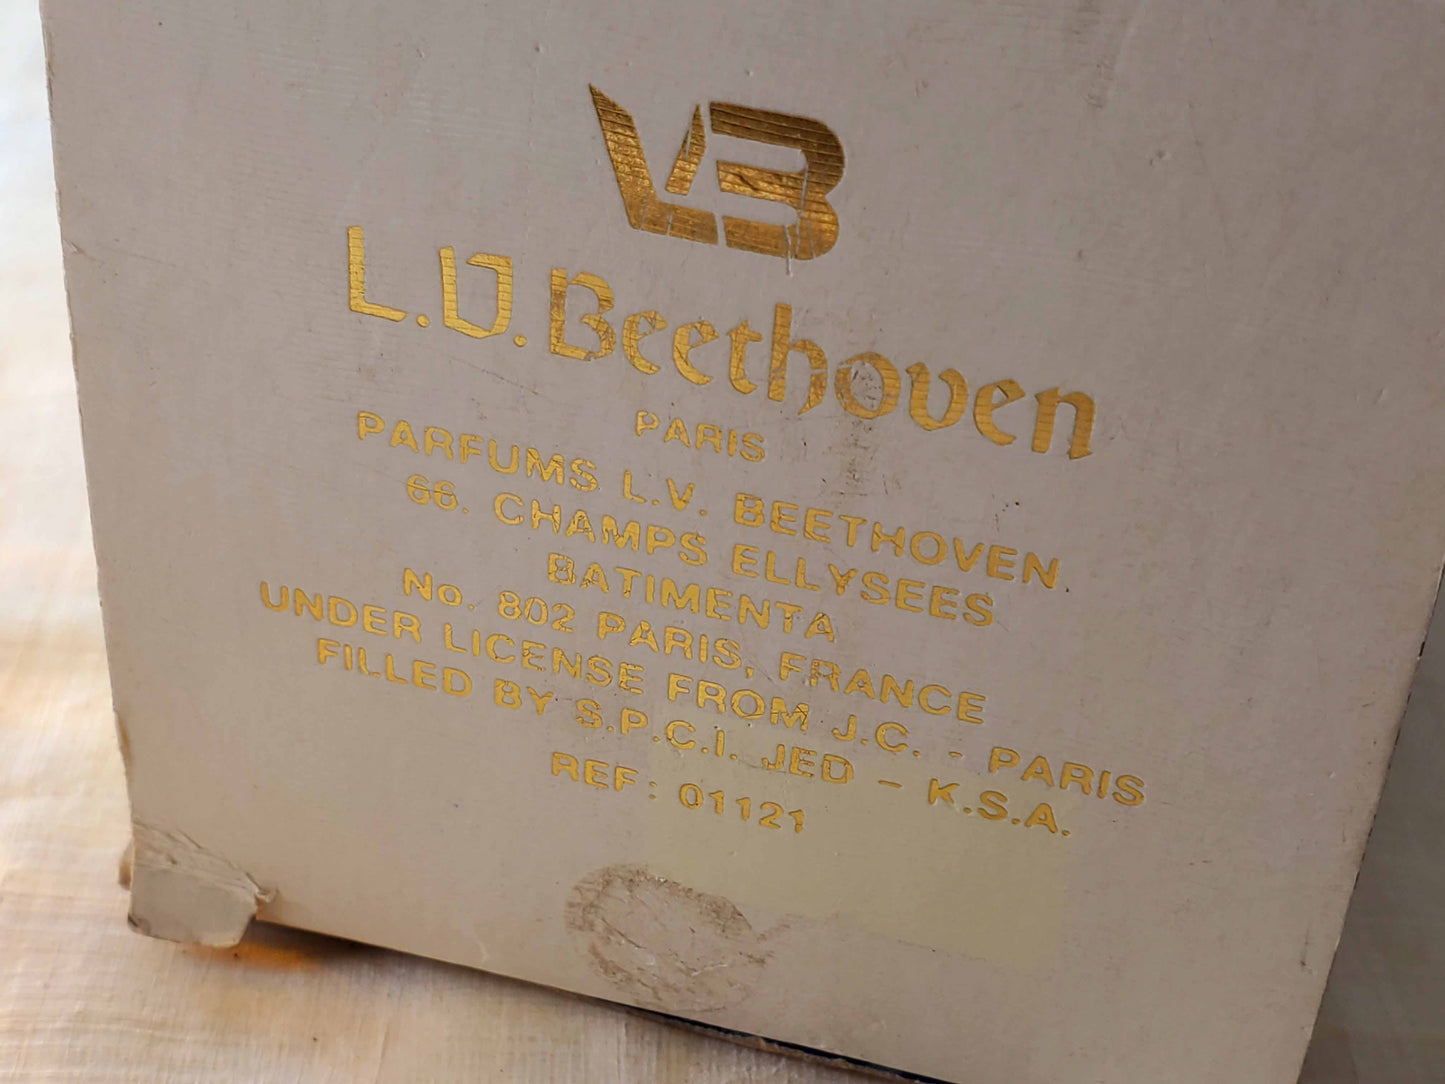 VB
L.V. Beethoven
PARIS
PARFUMS L.V. BEETHOVEN
66. CHAMPS ELLYSEES
BATIMENTA
No. 802 PARIS, FRANCE
UNDER LICENSE FROM J.C. - PARIS
FILLED BY S.P.C.I. JED - K.S.A.
REF: 01121